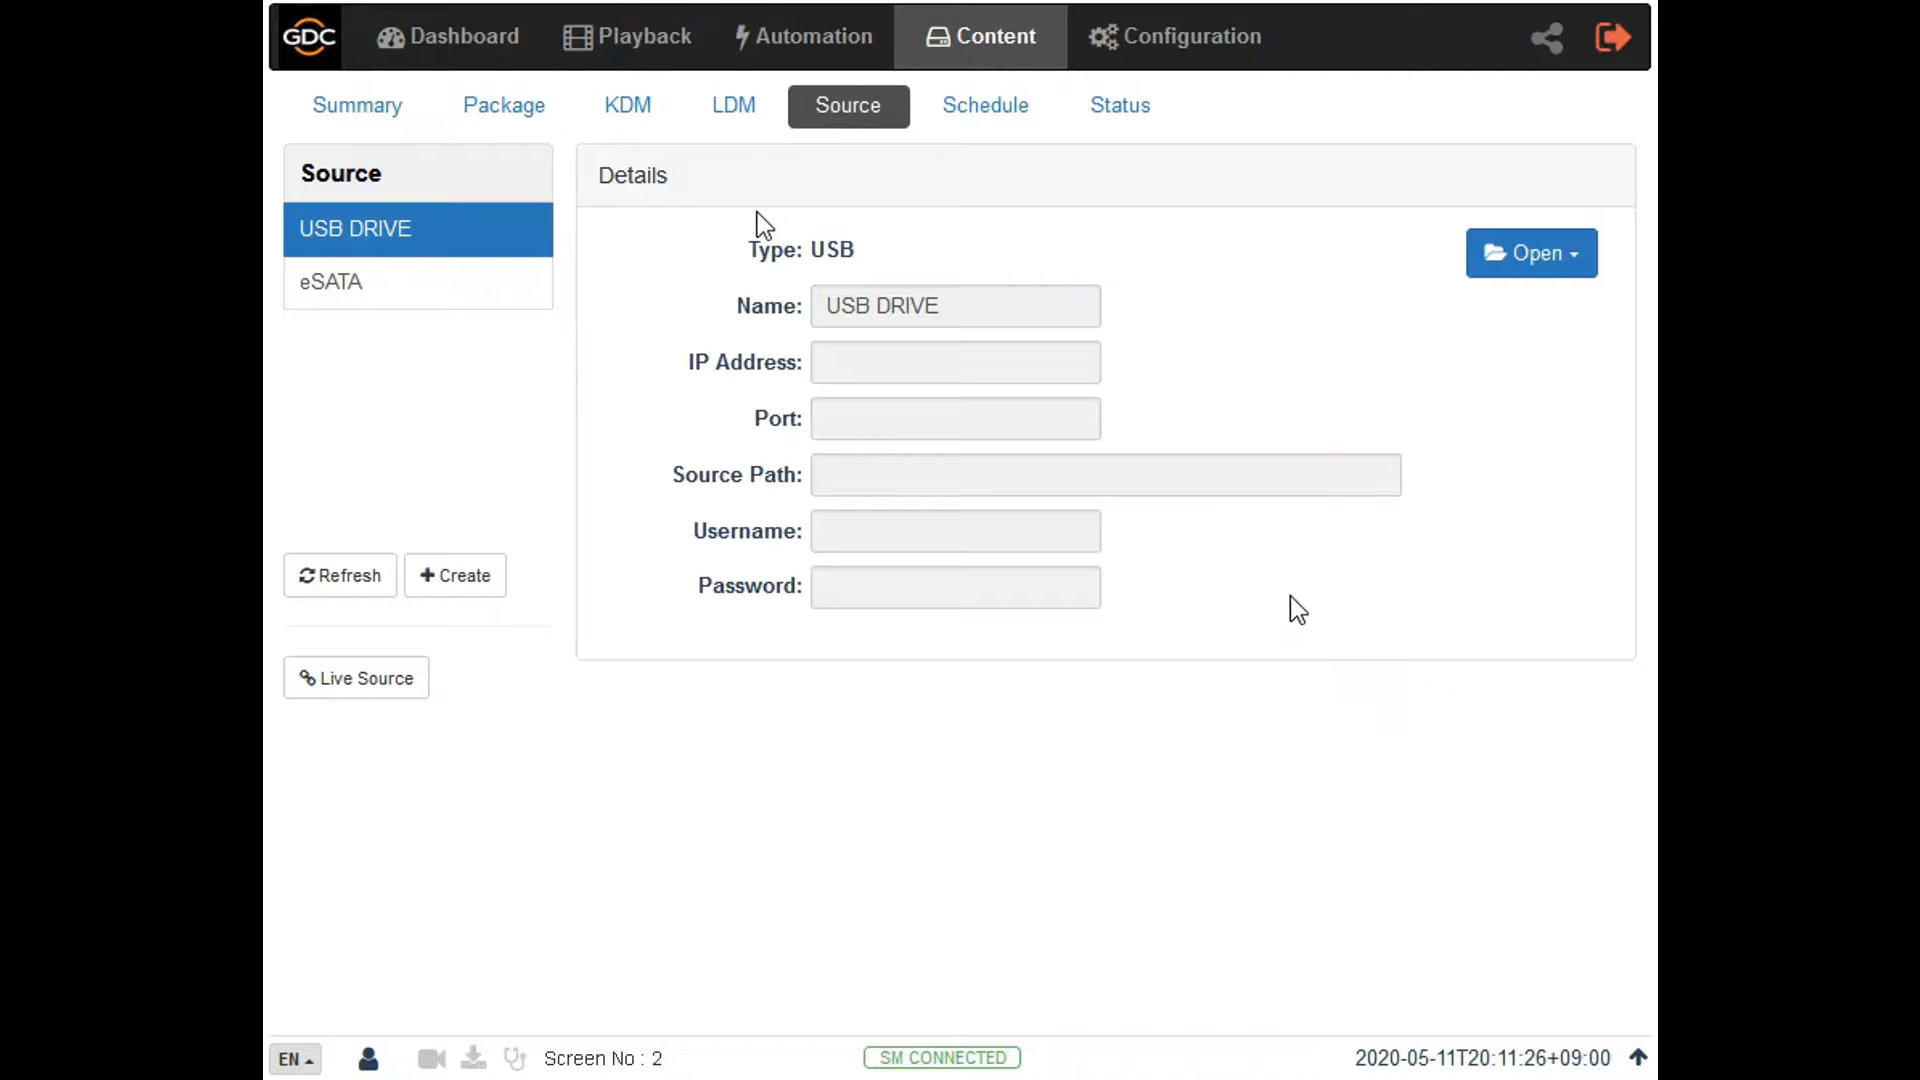 GDC Dashboard Playback Automation Content Configuration
Summary Package KDM LDM Source Schedule Status
Source
USB DRIVE
eSATA
Refresh Create
Live Source
Details
Type: USB
Open
Name: USB DRIVE
IP Address:
Port:
Source Path:
Username:
Password:
EN Screen No : 2 SM CONNECTED 2020-05-11T20:11:26+09:00